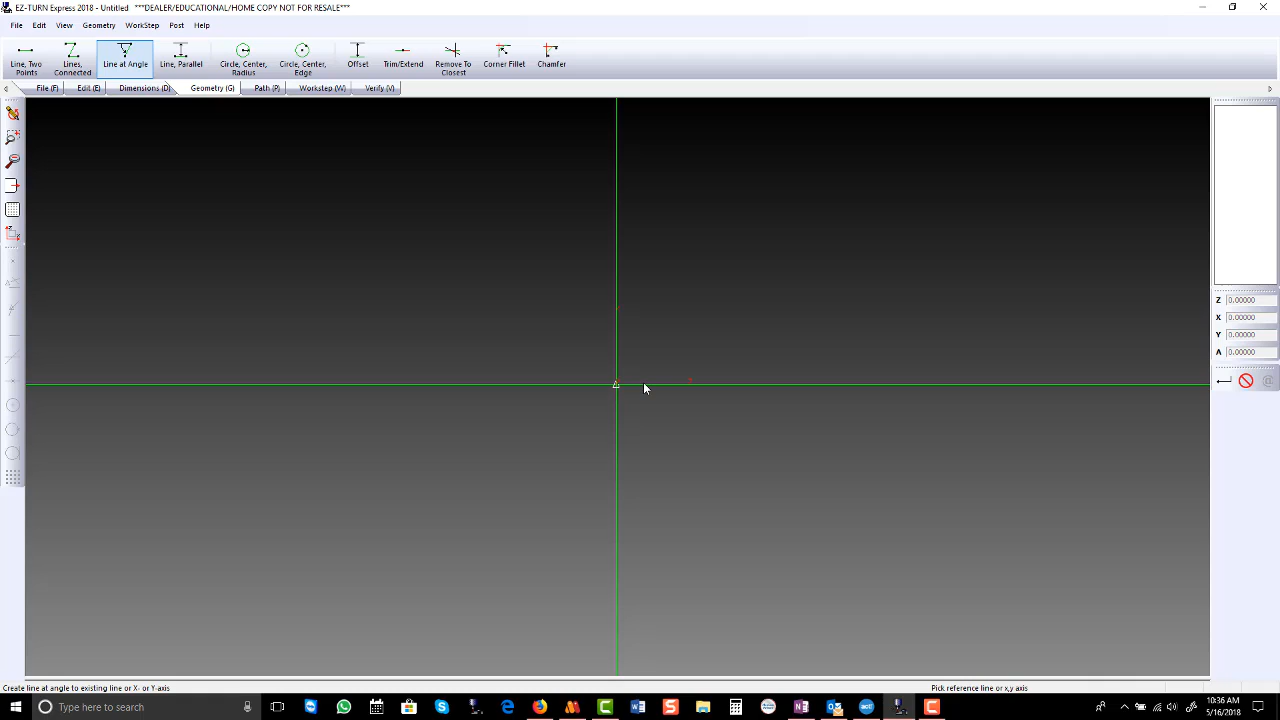 EZ-TURN Express 2018 - Untitled ***DEALER/EDUCATIONAL/HOME COPY NOT FOR RESALE***
File Edit View Geometry WorkStep Post Help
Line, Two Points
Lines, Connected
Line at Angle
Line, Parallel
Circle, Center, Radius
Circle, Center, Edge
Offset
Trim/Extend
Remove To Closest
Corner Fillet
Chamfer
File (F) Edit (E) Dimensions (D) Geometry (G) Path (P) Workstep (W) Verify (V)
Z 0.00000
X 0.00000
Y 0.00000
A 0.00000
Create line at angle to existing line or X- or Y-axis
Pick reference line or x,y axis
Type here to search
10:36 AM
5/16/2018